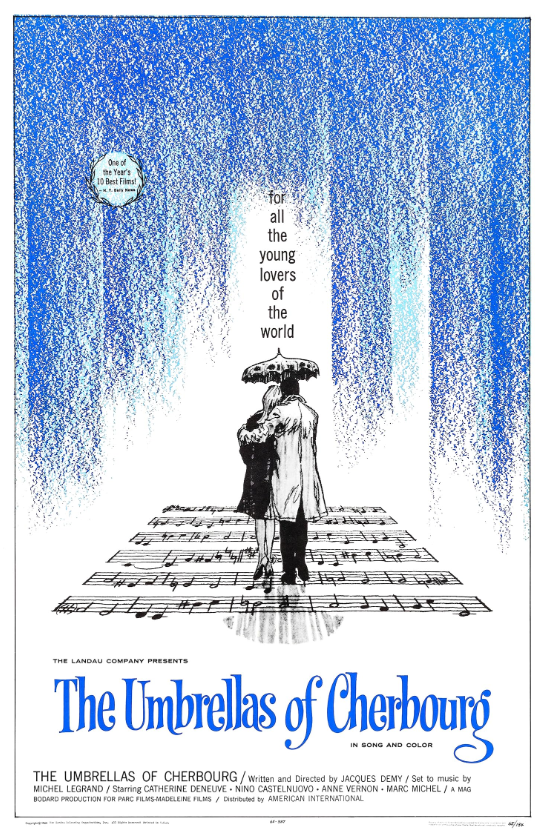 One of
the Year's
10 Best Films!
— N. Y. Daily News
for
all
the
young
lovers
of
the
world
THE LANDAU COMPANY PRESENTS
The Umbrellas of Cherbourg
IN SONG AND COLOR
THE UMBRELLAS OF CHERBOURG / Written and Directed by JACQUES DEMY / Set to music by
MICHEL LEGRAND / Starring CATHERINE DENEUVE • NINO CASTELNUOVO • ANNE VERNON • MARC MICHEL / A MAG
BODARD PRODUCTION FOR PARC FILMS-MADELEINE FILMS / Distributed by AMERICAN INTERNATIONAL